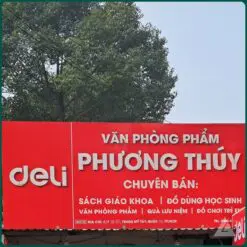 deli
VĂN PHÒNG PHẨM
PHƯƠNG THÚY
CHUYÊN BÁN:
SÁCH GIÁO KHOA | ĐỒ DÙNG HỌC SINH
VĂN PHÒNG PHẨM | QUÀ LƯU NIỆM | ĐỒ CHƠI TRẺ